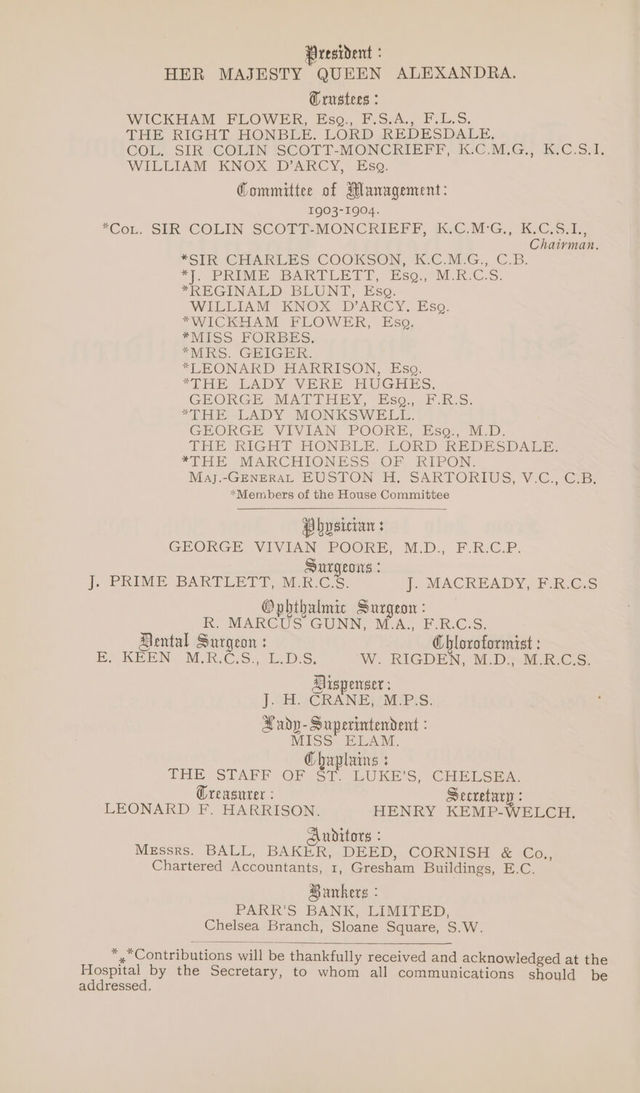 President :
HER MAJESTY QUEEN ALEXANDRA.
Trustees :
WICKHAM FLOWER, Esq., F.S.A., F.L.S.
THE RIGHT HONBLE. LORD REDESDALE.
COL. SIR COLIN SCOTT-MONCRIEFF, K.C.M.G., K.C.S.I.
WILLIAM KNOX D'ARCY, Esq.
Committee of Management:
1903-1904.
*Col. SIR COLIN SCOTT-MONCRIEFF, K.C.M·G., K.C.S.I.,
Chairman.
*SIR CHARLES COOKSON, K.C.M.G., C.B.
*J. PRIME BARTLETT, Esq., M.R.C.S.
*REGINALD BLUNT, Esq.
WILLIAM KNOX D'ARCY, Esq.
*WICKHAM FLOWER, Esq.
*MISS FORBES.
*MRS. GEIGER.
*LEONARD HARRISON, Esq.
*THE LADY VERE HUGHES.
GEORGE MATTHEY, Esq., F.R.S.
*THE LADY MONKSWELL.
GEORGE VIVIAN POORE, Esq., M.D.
THE RIGHT HONBLE. LORD REDESDALE.
*THE MARCHIONESS OF RIPON.
Maj.-General EUSTON H. SARTORIUS, V.C., C.B.
*Members of the House Committee
Physician :
GEORGE VIVIAN POORE, M.D., F.R.C.P.
Surgeons :
J. PRIME BARTLETT, M.R.C.S. J. MACREADY, F.R.C.S
Ophthalmic Surgeon :
R. MARCUS GUNN, M.A., F.R.C.S.
Dental Surgeon : Chloroformist :
E. KEEN M.R.C.S., L.D.S. W. RIGDEN, M.D., M.R.C.S.
Dispenser :
J. H. CRANE, M.P.S.
Lady-Superintendent :
MISS ELAM.
Chaplains :
THE STAFF OF ST. LUKE'S, CHELSEA.
Treasurer : Secretary :
LEONARD F. HARRISON. HENRY KEMP-WELCH.
Auditors :
Messrs. BALL, BAKER, DEED, CORNISH & Co.,
Chartered Accountants, 1, Gresham Buildings, E.C.
Bankers :
PARR'S BANK, LIMITED,
Chelsea Branch, Sloane Square, S.W.
*⁎*Contributions will be thankfully received and acknowledged at the
Hospital by the Secretary, to whom all communications should be
addressed.